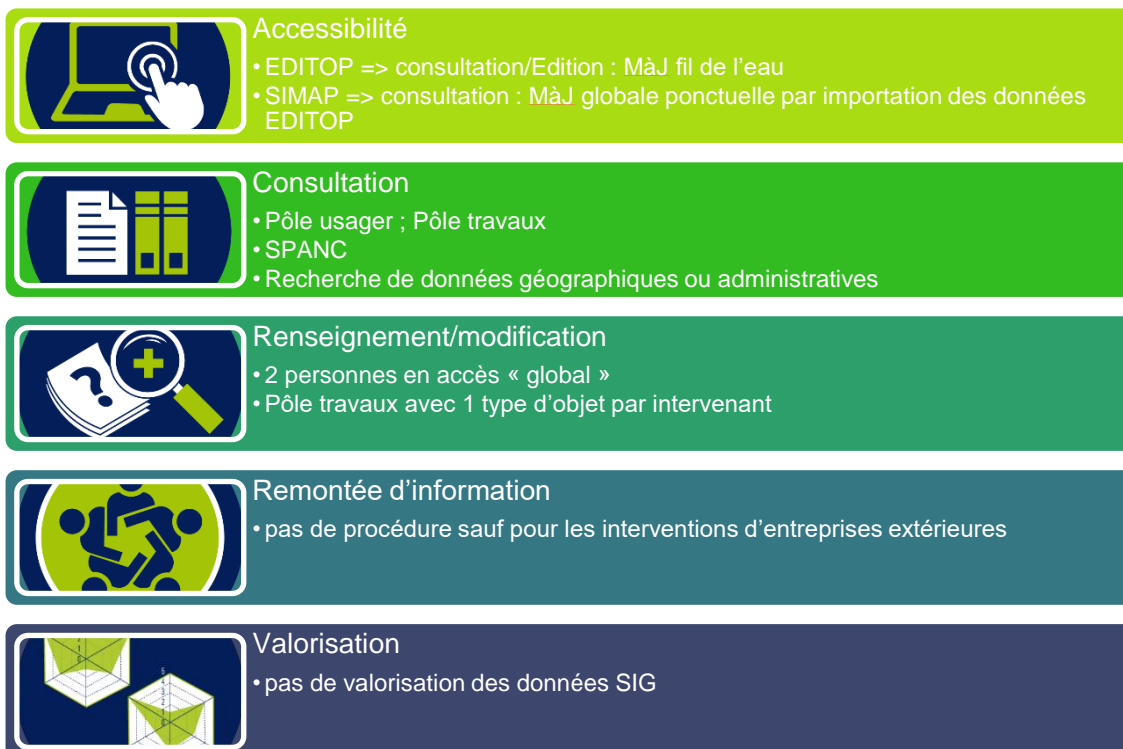 Accessibilité
• EDITOP => consultation/Edition : MàJ fil de l’eau
• SIMAP => consultation : MàJ globale ponctuelle par importation des données
EDITOP
Consultation
• Pôle usager ; Pôle travaux
• SPANC
• Recherche de données géographiques ou administratives
Renseignement/modification
?
• 2 personnes en accès « global »
• Pôle travaux avec 1 type d’objet par intervenant
Remontée d’information
• pas de procédure sauf pour les interventions d’entreprises extérieures
Valorisation
• pas de valorisation des données SIG